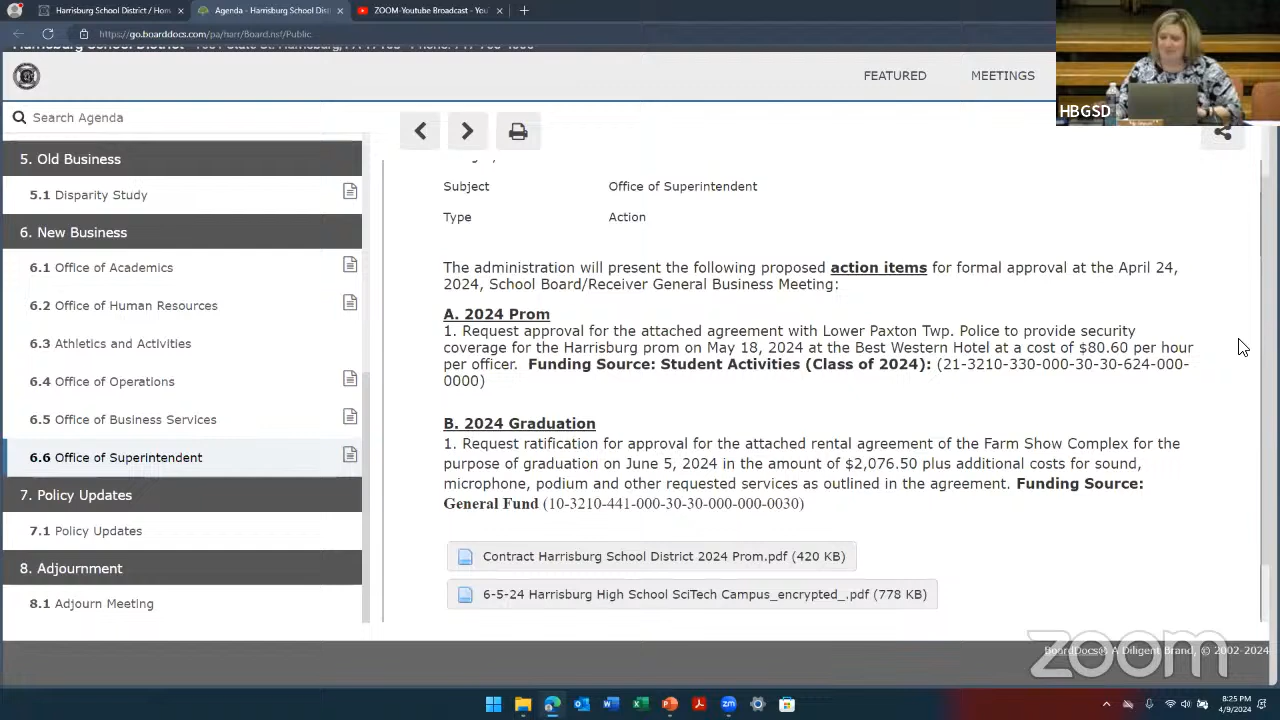 Harrisburg School District / Hom
Agenda - Harrisburg School Distri
ZOOM-Youtube Broadcast - You
https://go.boarddocs.com/pa/harr/Board.nsf/Public
FEATURED MEETINGS
HBGSD
Search Agenda
5. Old Business
5.1 Disparity Study
6. New Business
6.1 Office of Academics
6.2 Office of Human Resources
6.3 Athletics and Activities
6.4 Office of Operations
6.5 Office of Business Services
6.6 Office of Superintendent
7. Policy Updates
7.1 Policy Updates
8. Adjournment
8.1 Adjourn Meeting
Subject Office of Superintendent
Type Action
The administration will present the following proposed action items for formal approval at the April 24,
2024, School Board/Receiver General Business Meeting:
A. 2024 Prom
1. Request approval for the attached agreement with Lower Paxton Twp. Police to provide security
coverage for the Harrisburg prom on May 18, 2024 at the Best Western Hotel at a cost of $80.60 per hour
per officer. Funding Source: Student Activities (Class of 2024): (21-3210-330-000-30-30-624-000-
0000)
B. 2024 Graduation
1. Request ratification for approval for the attached rental agreement of the Farm Show Complex for the
purpose of graduation on June 5, 2024 in the amount of $2,076.50 plus additional costs for sound,
microphone, podium and other requested services as outlined in the agreement. Funding Source:
General Fund (10-3210-441-000-30-30-000-000-0030)
Contract Harrisburg School District 2024 Prom.pdf (420 KB)
6-5-24 Harrisburg High School SciTech Campus_encrypted_.pdf (778 KB)
zoom
BoardDocs® A Diligent Brand, © 2002-2024
8:25 PM
4/9/2024